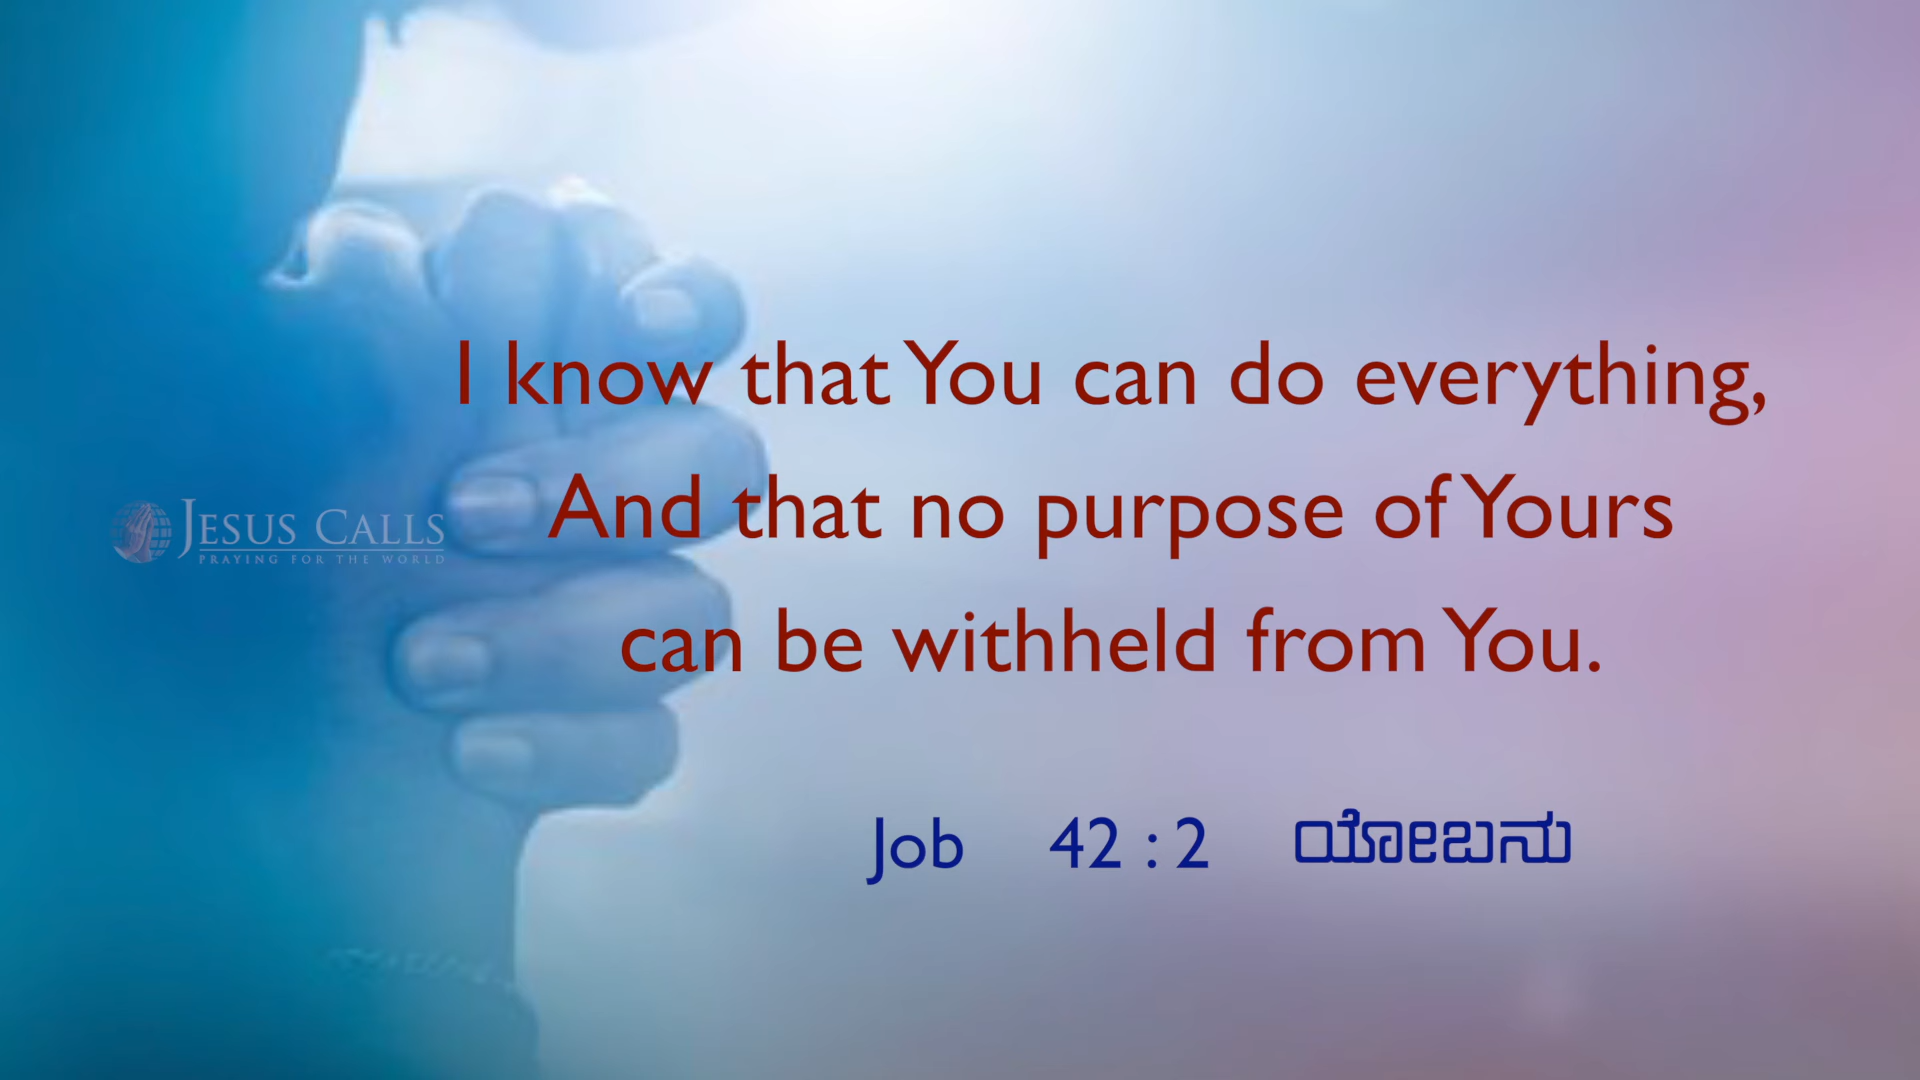 I know that You can do everything,
And that no purpose of Yours
can be withheld from You.
JESUS CALLS
PRAYING FOR THE WORLD
Job 42 : 2 ಯೋಬನು